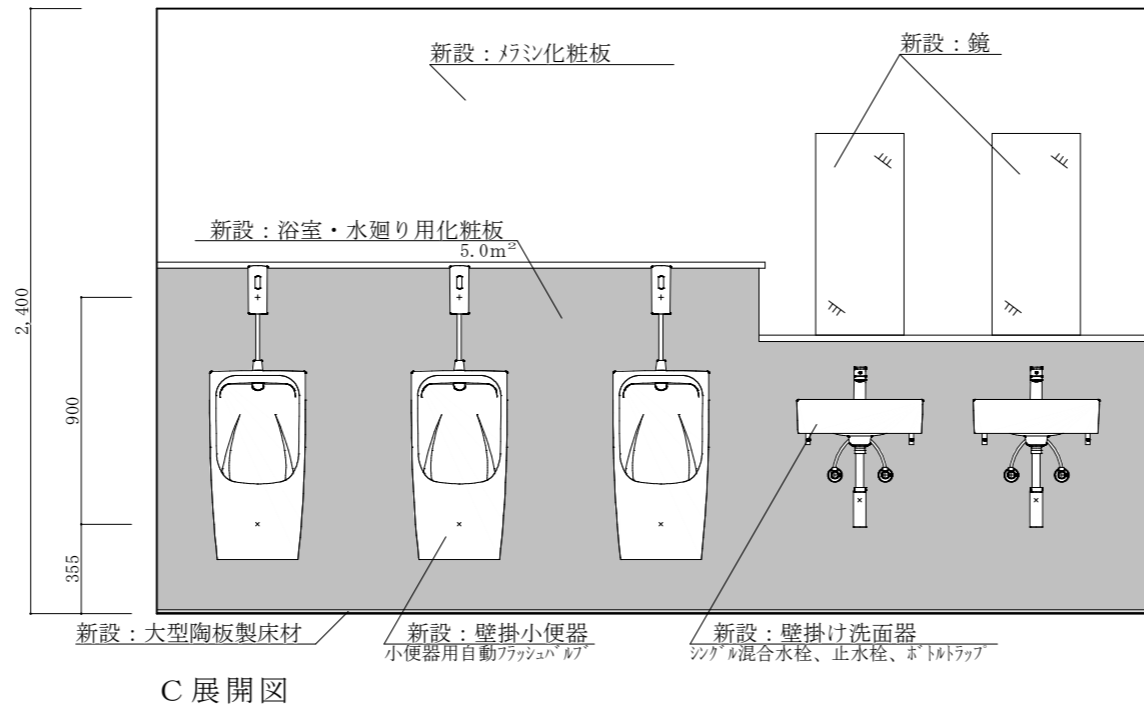 新設：メラミン化粧板
新設：鏡
新設：浴室・水廻り用化粧板
5.0m²
2,400
900
355
新設：大型陶板製床材
新設：壁掛小便器
小便器用自動フラッシュバルブ
新設：壁掛け洗面器
シングル混合水栓、止水栓、ボトルトラップ
C展開図